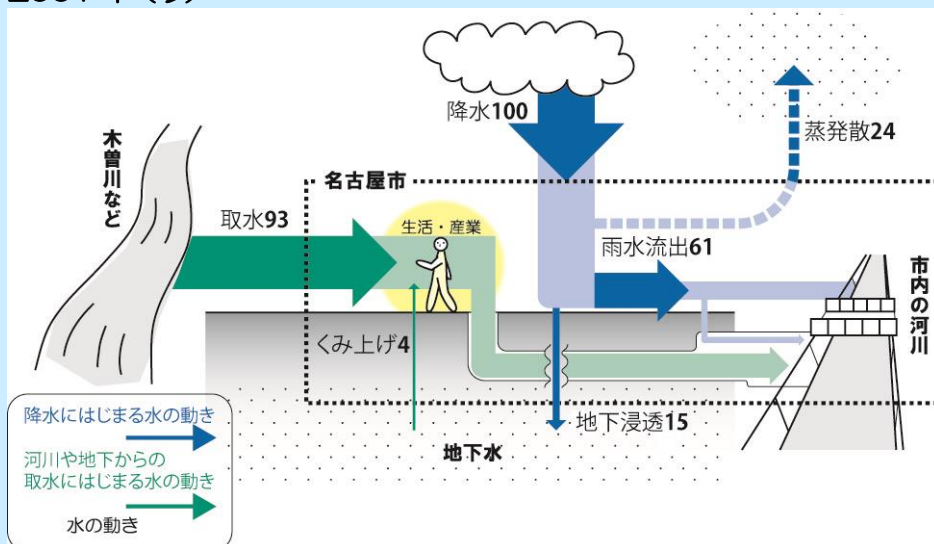 降水100
蒸発散24
木曽川など
名古屋市
取水93
生活・産業
雨水流出61
市内の河川
くみ上げ4
地下浸透15
地下水
降水にはじまる水の動き
河川や地下からの
取水にはじまる水の動き
水の動き